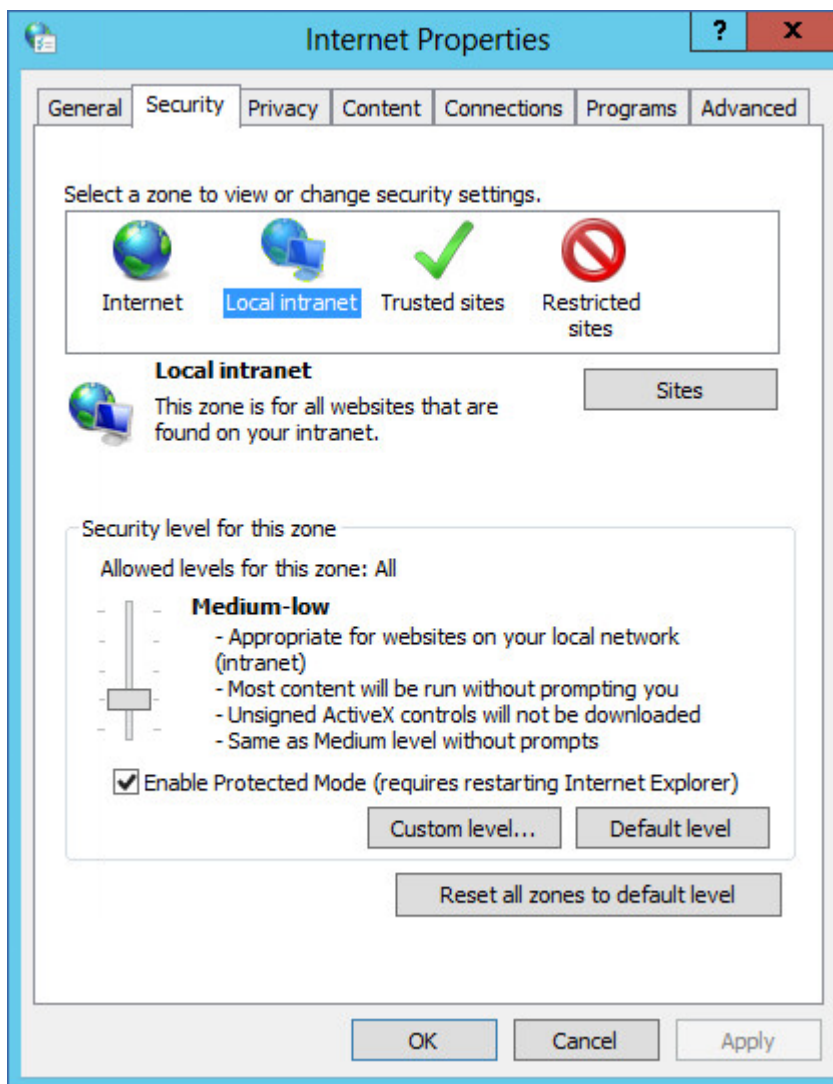 Internet Properties
? x
General Security Privacy Content Connections Programs Advanced
Select a zone to view or change security settings.
Internet Local intranet Trusted sites Restricted
sites
Local intranet
Sites
This zone is for all websites that are
found on your intranet.
Security level for this zone
Allowed levels for this zone: All
Medium-low
- Appropriate for websites on your local network
(intranet)
- Most content will be run without prompting you
- Unsigned ActiveX controls will not be downloaded
- Same as Medium level without prompts
Enable Protected Mode (requires restarting Internet Explorer)
Custom level... Default level
Reset all zones to default level
OK Cancel Apply